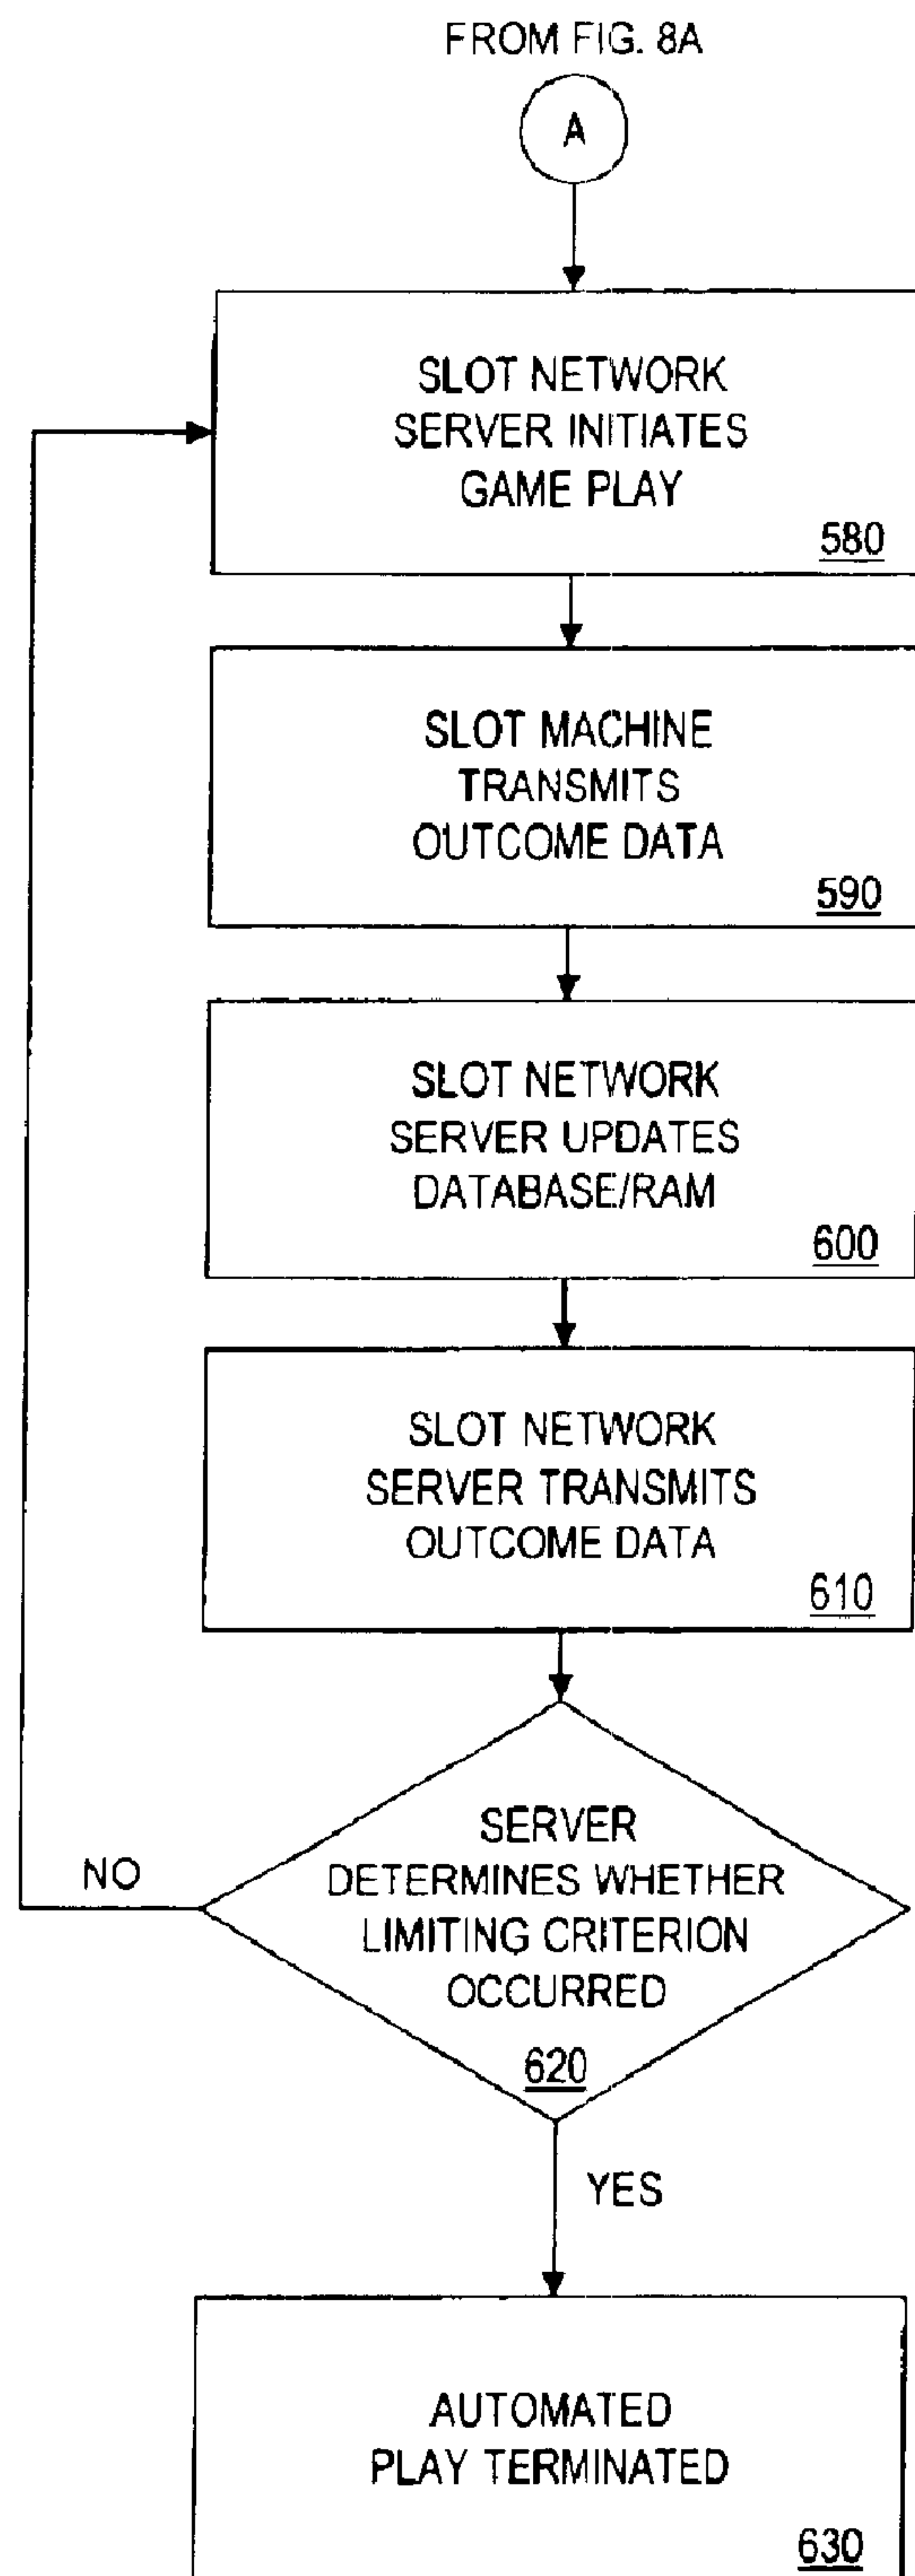 FROM FIG. 8A
A
SLOT NETWORK
SERVER INITIATES
GAME PLAY
580
SLOT MACHINE
TRANSMITS
OUTCOME DATA
590
SLOT NETWORK
SERVER UPDATES
DATABASE/RAM
600
SLOT NETWORK
SERVER TRANSMITS
OUTCOME DATA
610
SERVER
DETERMINES WHETHER
LIMITING CRITERION
OCCURRED
620
NO
YES
AUTOMATED
PLAY TERMINATED
630